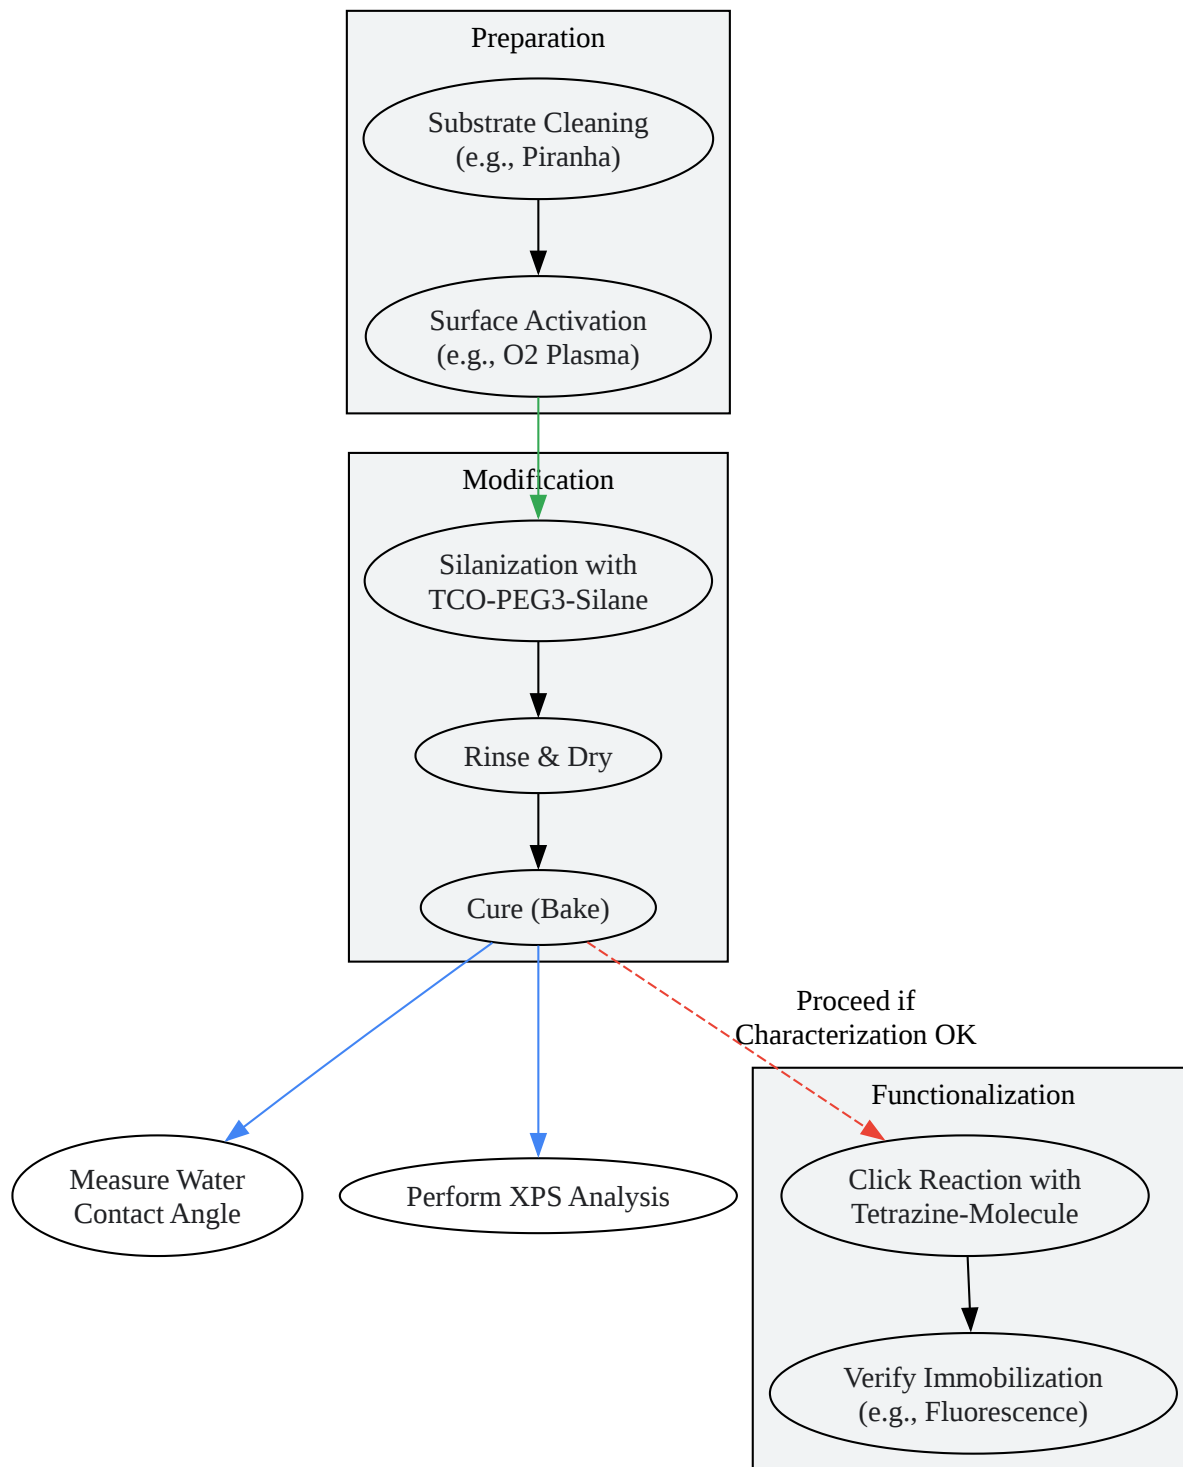 Preparation
Substrate Cleaning
(e.g., Piranha)
Surface Activation
(e.g., O2 Plasma)
Modification
Silanization with
TCO-PEG3-Silane
Rinse & Dry
Cure (Bake)
Proceed if
Characterization OK
Functionalization
Measure Water
Contact Angle
Perform XPS Analysis
Click Reaction with
Tetrazine-Molecule
Verify Immobilization
(e.g., Fluorescence)